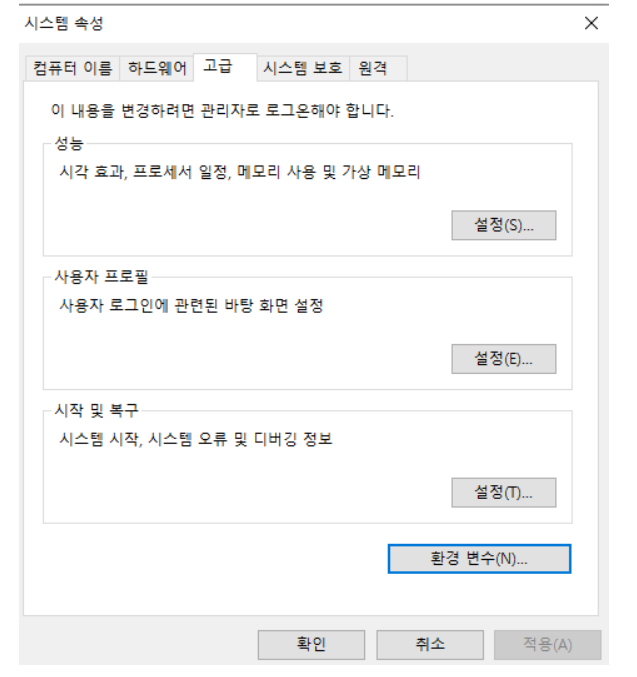 시스템 속성
컴퓨터 이름 하드웨어 고급 시스템 보호 원격
이 내용을 변경하려면 관리자로 로그온해야 합니다.
성능
시각 효과, 프로세서 일정, 메모리 사용 및 가상 메모리
설정(S)...
사용자 프로필
사용자 로그인에 관련된 바탕 화면 설정
설정(E)...
시작 및 복구
시스템 시작, 시스템 오류 및 디버깅 정보
설정(T)...
환경 변수(N)...
확인 취소 적용(A)